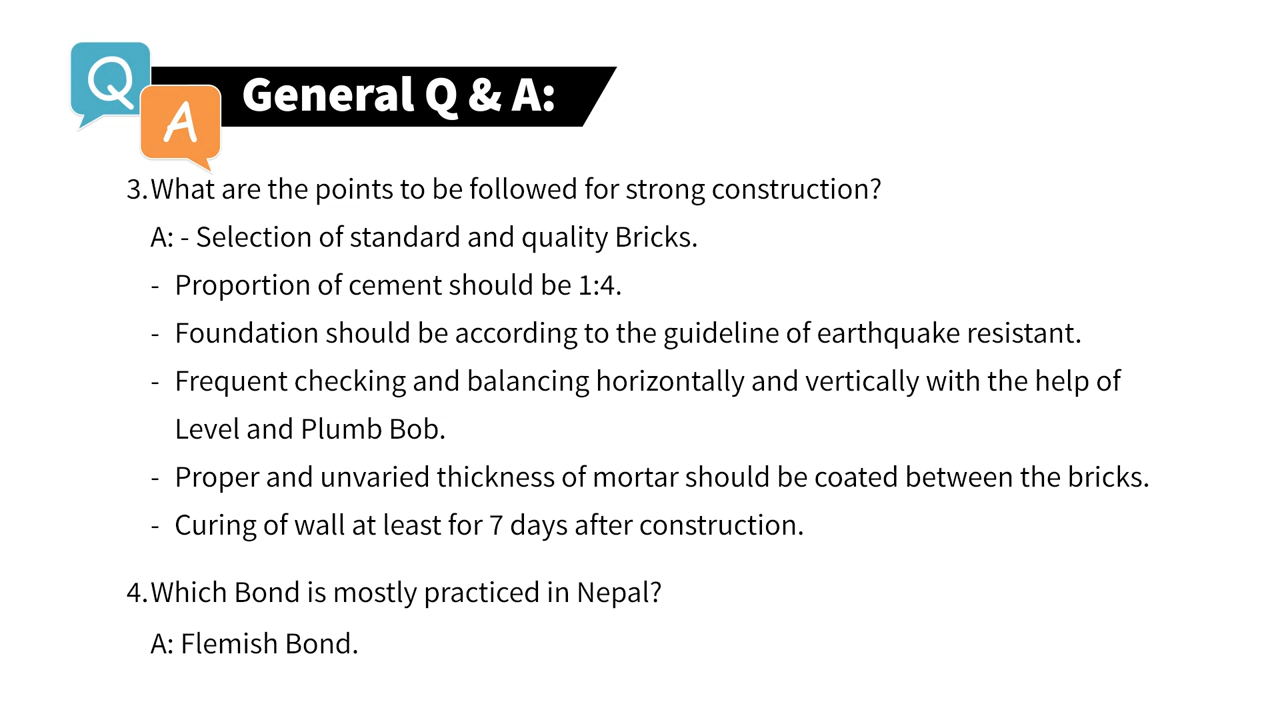 Q
A
General Q & A:
3.What are the points to be followed for strong construction?
A: - Selection of standard and quality Bricks.
- Proportion of cement should be 1:4.
- Foundation should be according to the guideline of earthquake resistant.
- Frequent checking and balancing horizontally and vertically with the help of
Level and Plumb Bob.
- Proper and unvaried thickness of mortar should be coated between the bricks.
- Curing of wall at least for 7 days after construction.
4.Which Bond is mostly practiced in Nepal?
A: Flemish Bond.